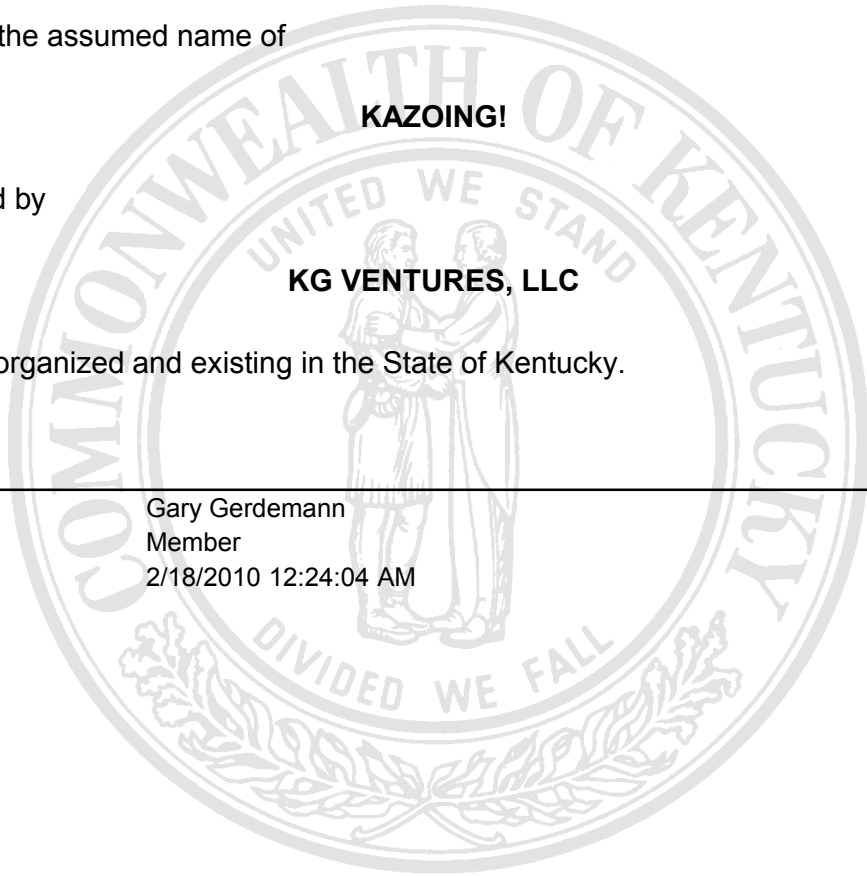 the assumed name of
KAZOING!
d by
KG VENTURES, LLC
organized and existing in the State of Kentucky.
Gary Gerdemann
Member
2/18/2010 12:24:04 AM
COMMONWEALTH OF KENTUCKY
UNITED WE STAND
DIVIDED WE FALL